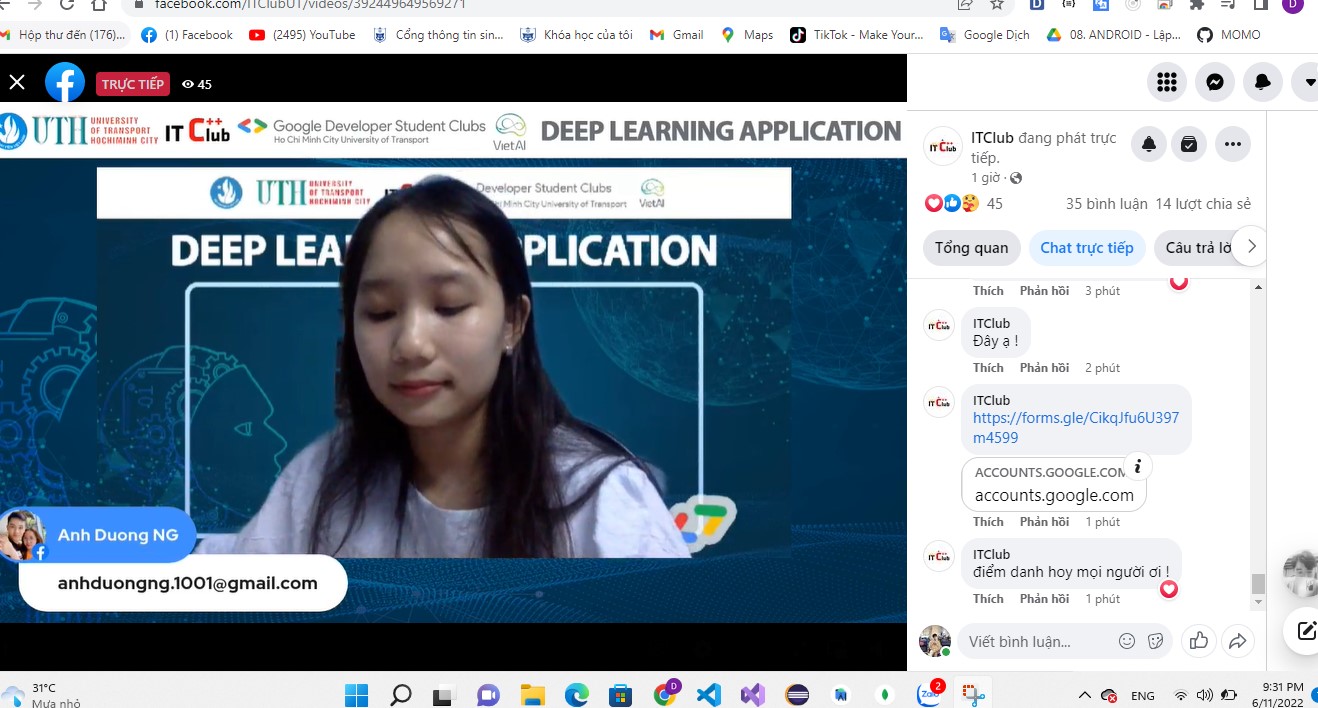 facebook.com/ITClubUT/videos/392449649569271
Hộp thư đến (176)...
(1) Facebook
(2495) YouTube
Cổng thông tin sin...
Khóa học của tôi
Gmail
Maps
TikTok - Make Your...
Google Dịch
08. ANDROID - Lập...
MOMO
TRỰC TIẾP
45
UTH UNIVERSITY OF TRANSPORT HOCHIMINH CITY
IT Club
Google Developer Student Clubs
Ho Chi Minh City University of Transport
VietAI
DEEP LEARNING APPLICATION
UTH UNIVERSITY OF TRANSPORT HOCHIMINH CITY
Developer Student Clubs
Minh City University of Transport
VietAI
DEEP LEA PLICATION
Anh Duong NG
anhduongng.1001@gmail.com
ITClub đang phát trực
tiếp.
1 giờ ·
45
35 bình luận 14 lượt chia sẻ
Tổng quan
Chat trực tiếp
Câu trả lờ
Thích Phản hồi 3 phút
ITClub
Đây ạ !
Thích Phản hồi 2 phút
ITClub
https://forms.gle/CikqJfu6U397
m4599
ACCOUNTS.GOOGLE.COM
accounts.google.com
Thích Phản hồi 1 phút
ITClub
điểm danh hoy mọi người ơi !
Thích Phản hồi 1 phút
Viết bình luận...
31°C
Mưa nhỏ
Zalo
2
ENG
9:31 PM
6/11/2022